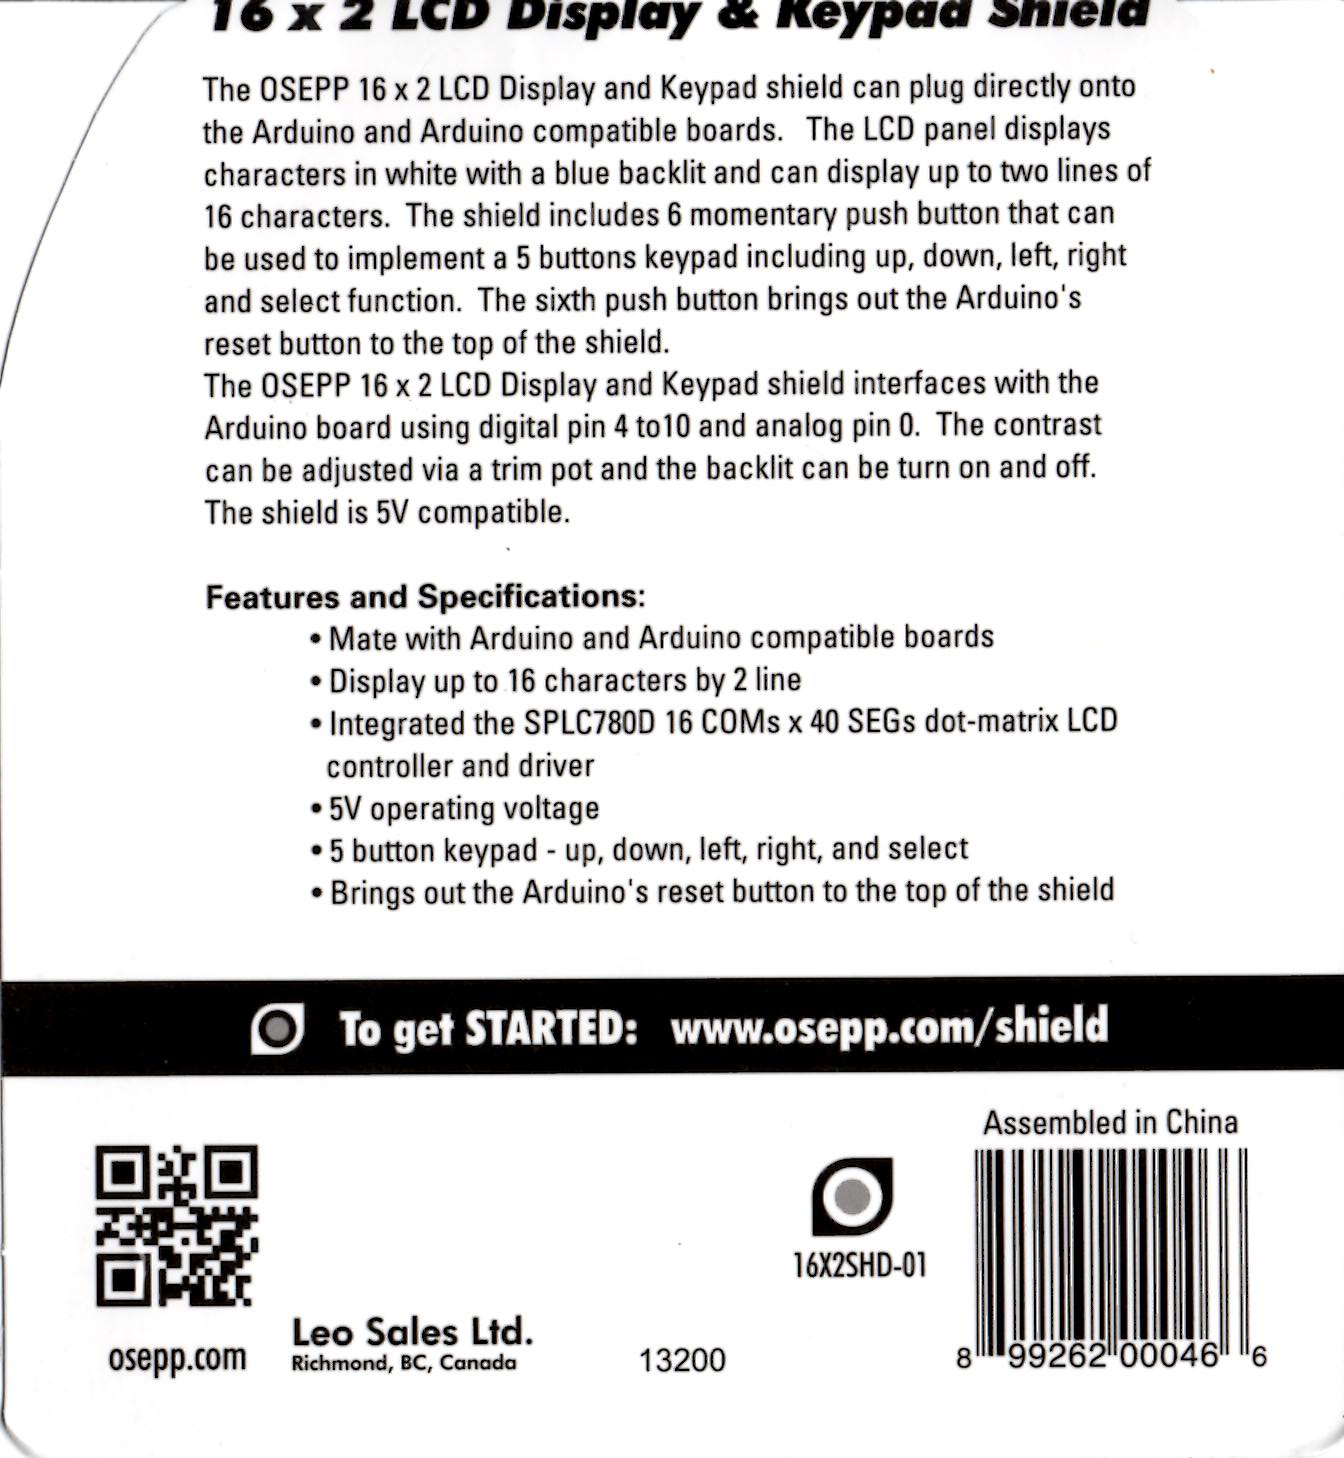 16 x 2 LCD Display & Keypad Shield
The OSEPP 16 x 2 LCD Display and Keypad shield can plug directly onto
the Arduino and Arduino compatible boards. The LCD panel displays
characters in white with a blue backlit and can display up to two lines of
16 characters. The shield includes 6 momentary push button that can
be used to implement a 5 buttons keypad including up, down, left, right
and select function. The sixth push button brings out the Arduino's
reset button to the top of the shield.
The OSEPP 16 x 2 LCD Display and Keypad shield interfaces with the
Arduino board using digital pin 4 to10 and analog pin 0. The contrast
can be adjusted via a trim pot and the backlit can be turn on and off.
The shield is 5V compatible.
Features and Specifications:
• Mate with Arduino and Arduino compatible boards
• Display up to 16 characters by 2 line
• Integrated the SPLC780D 16 COMs x 40 SEGs dot-matrix LCD
controller and driver
• 5V operating voltage
• 5 button keypad - up, down, left, right, and select
• Brings out the Arduino's reset button to the top of the shield
To get STARTED: www.osepp.com/shield
Assembled in China
16X2SHD-01
osepp.com
Leo Sales Ltd.
Richmond, BC, Canada
13200
8 99262 00046 6